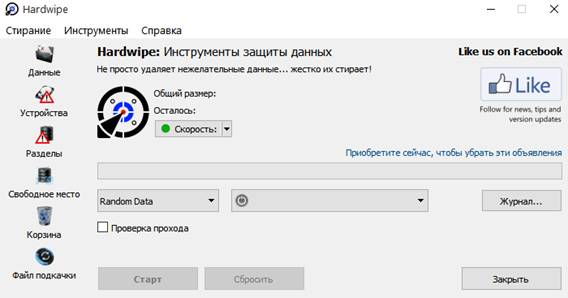 Hardwipe
Стирание Инструменты Справка
Данные
Устройства
Разделы
Свободное место
Корзина
Файл подкачки
Hardwipe: Инструменты защиты данных
Не просто удаляет нежелательные данные... жестко их стирает!
Общий размер:
Осталось:
Скорость:
Like us on Facebook
Like
Follow for news, tips and
version updates
Приобретите сейчас, чтобы убрать эти объявления
Random Data
Журнал...
Проверка прохода
Старт
Сбросить
Закрыть